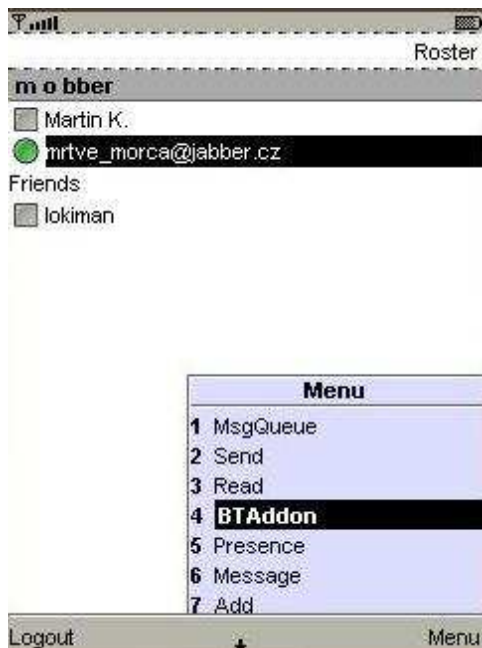 Roster
m o bber
Martin K.
mrtve_morca@jabber.cz
Friends
lokiman
Menu
1 MsgQueue
2 Send
3 Read
4 BTAddon
5 Presence
6 Message
7 Add
Logout Menu